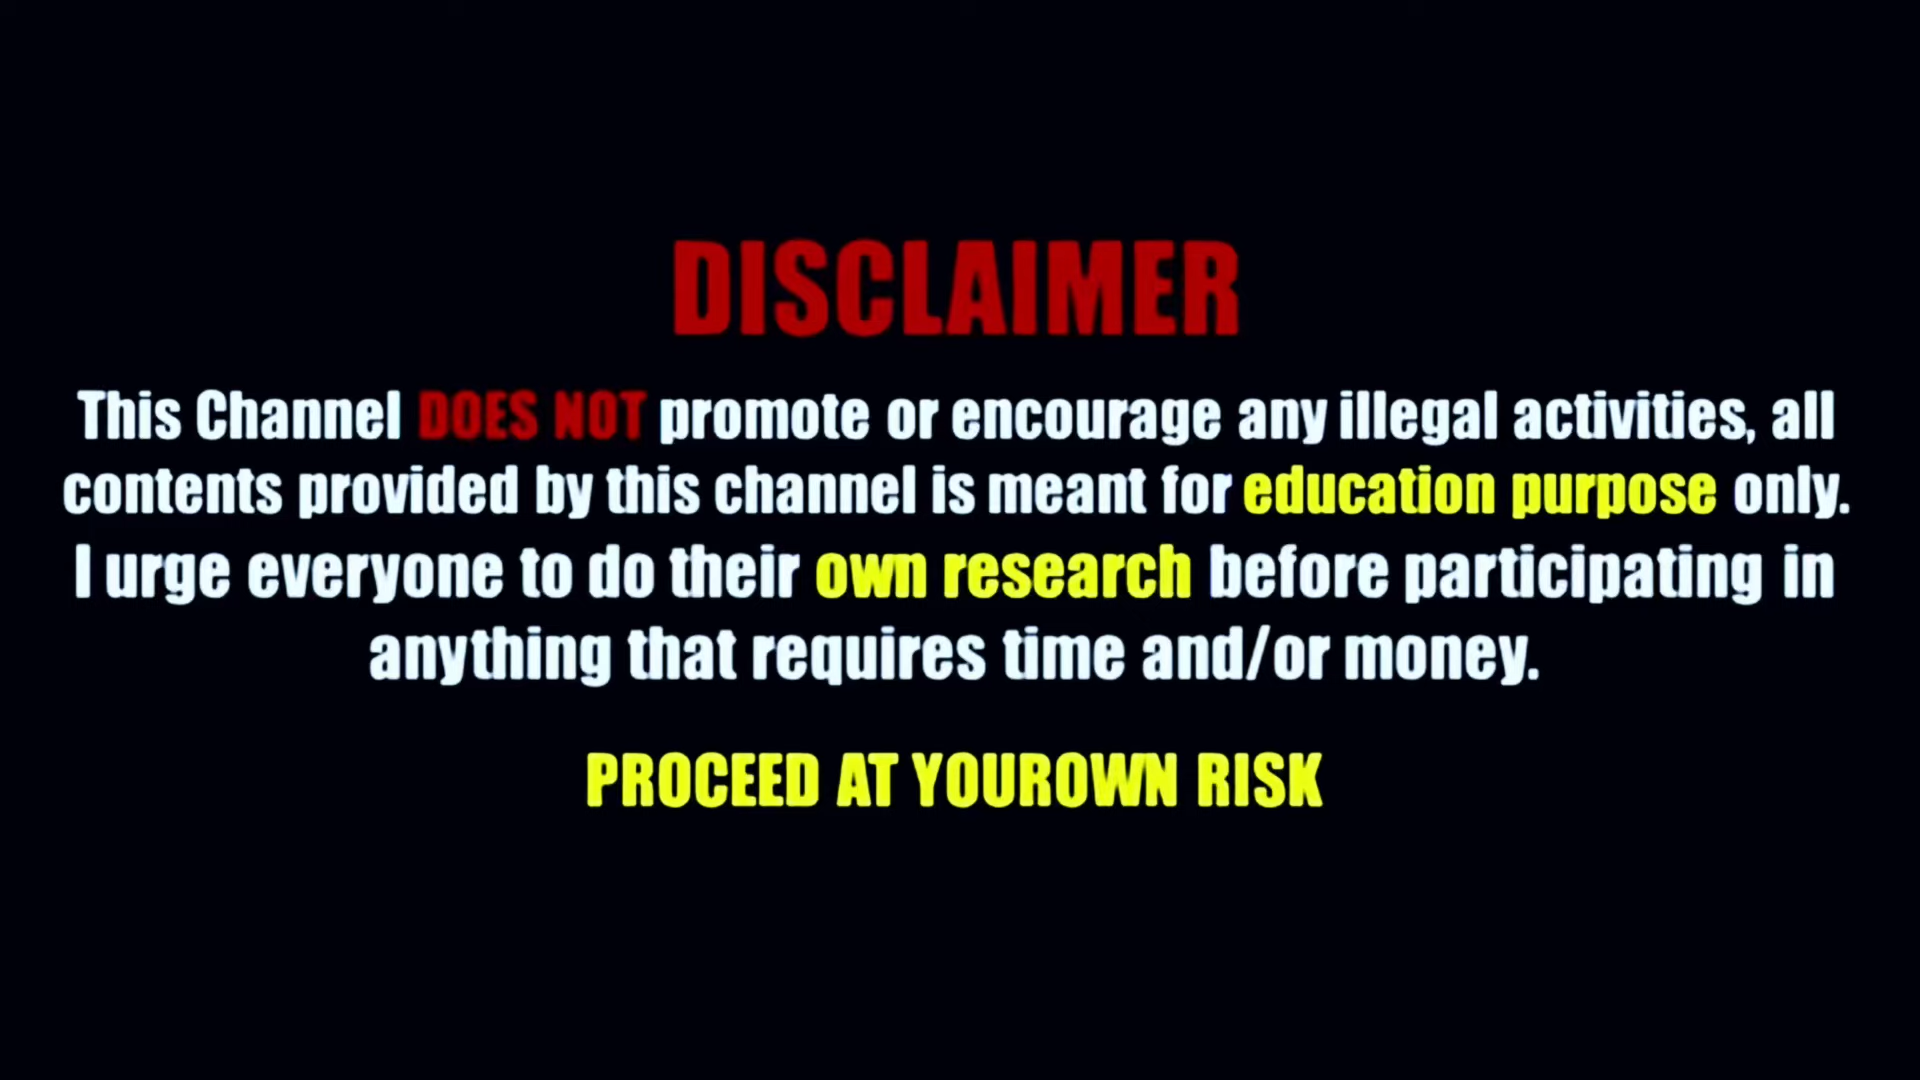 DISCLAIMER
This Channel DOES NOT promote or encourage any illegal activities, all
contents provided by this channel is meant for education purpose only.
I urge everyone to do their own research before participating in
anything that requires time and/or money.
PROCEED AT YOUROWN RISK